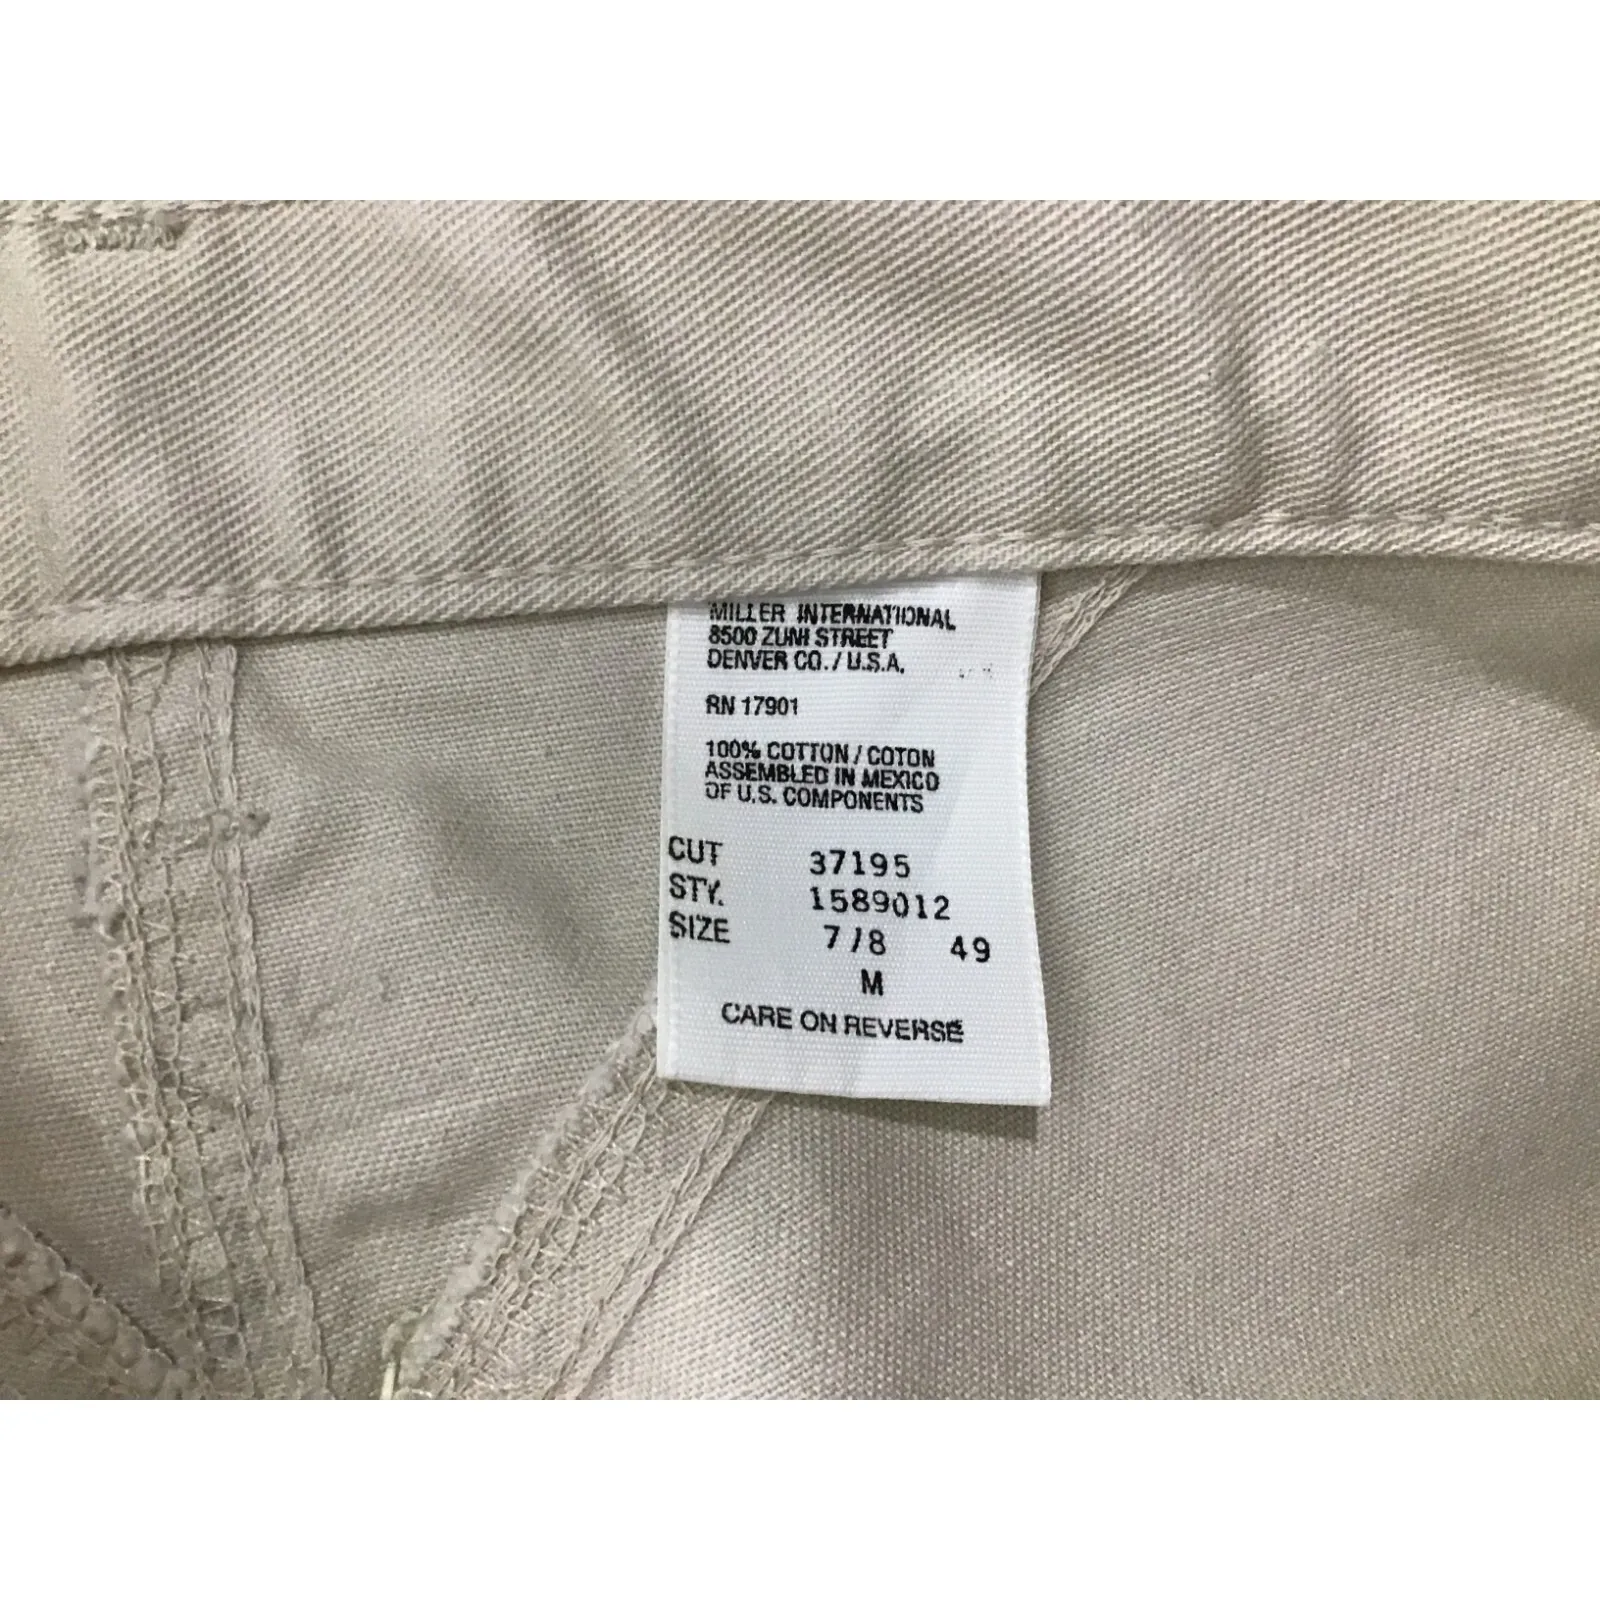 MILLER INTERNATIONAL
8500 ZUNI STREET
DENVER CO. / U.S.A.
RN 17901
100% COTTON / COTON
ASSEMBLED IN MEXICO
OF U.S. COMPONENTS
CUT 37195
STY. 1589012
SIZE 7/8 49
M
CARE ON REVERSE